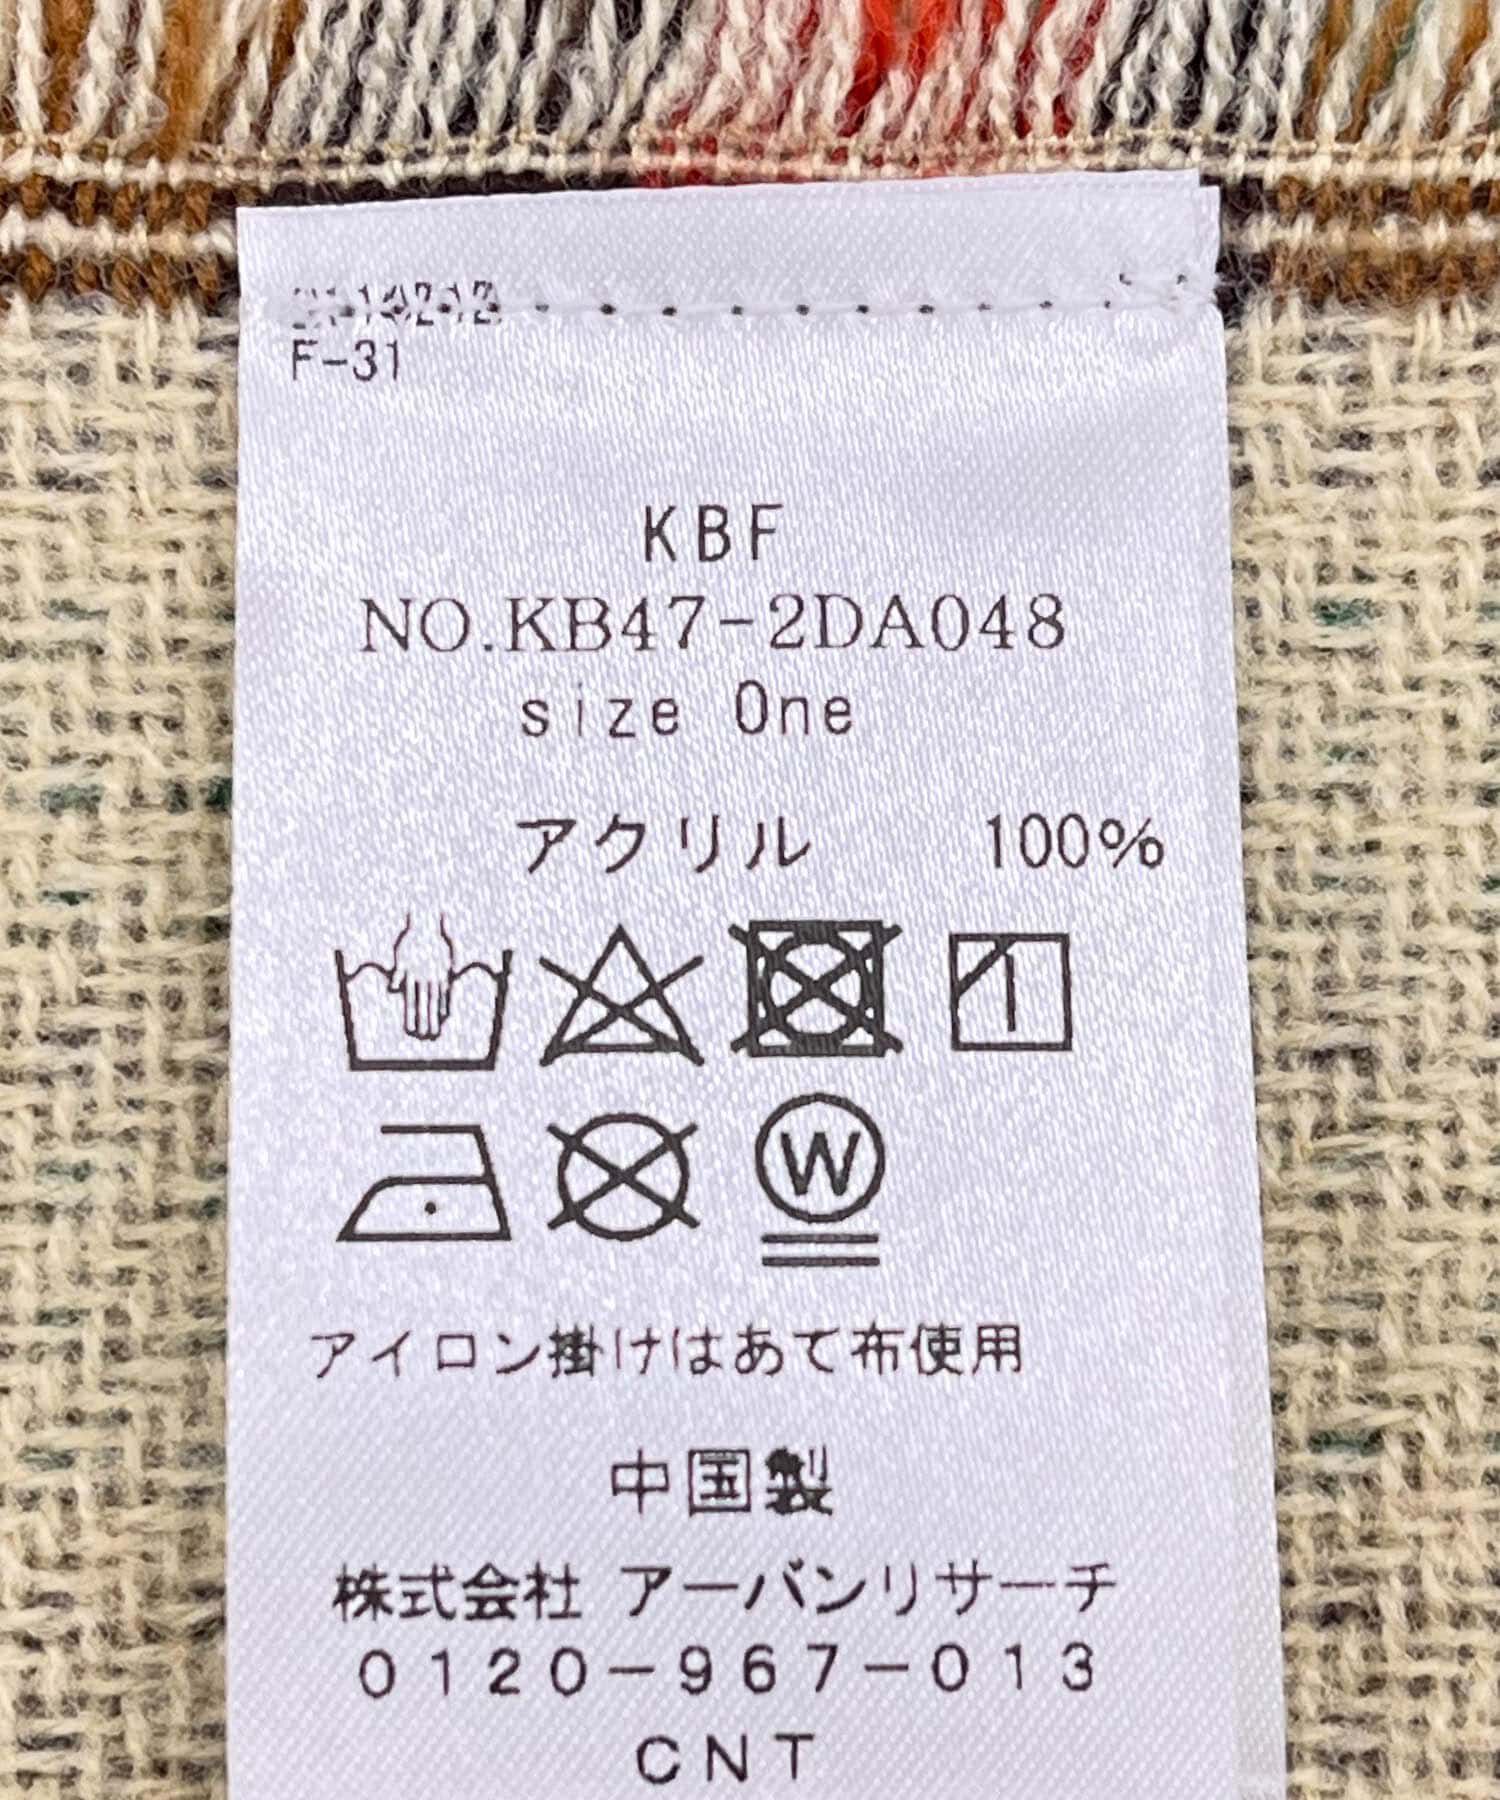 F-31
KBF
NO.KB47-2DA048
size One
アクリル 100%
W
アイロン掛けはあて布使用
中国製
株式会社 アーバンリサーチ
0120-967-013
CNT